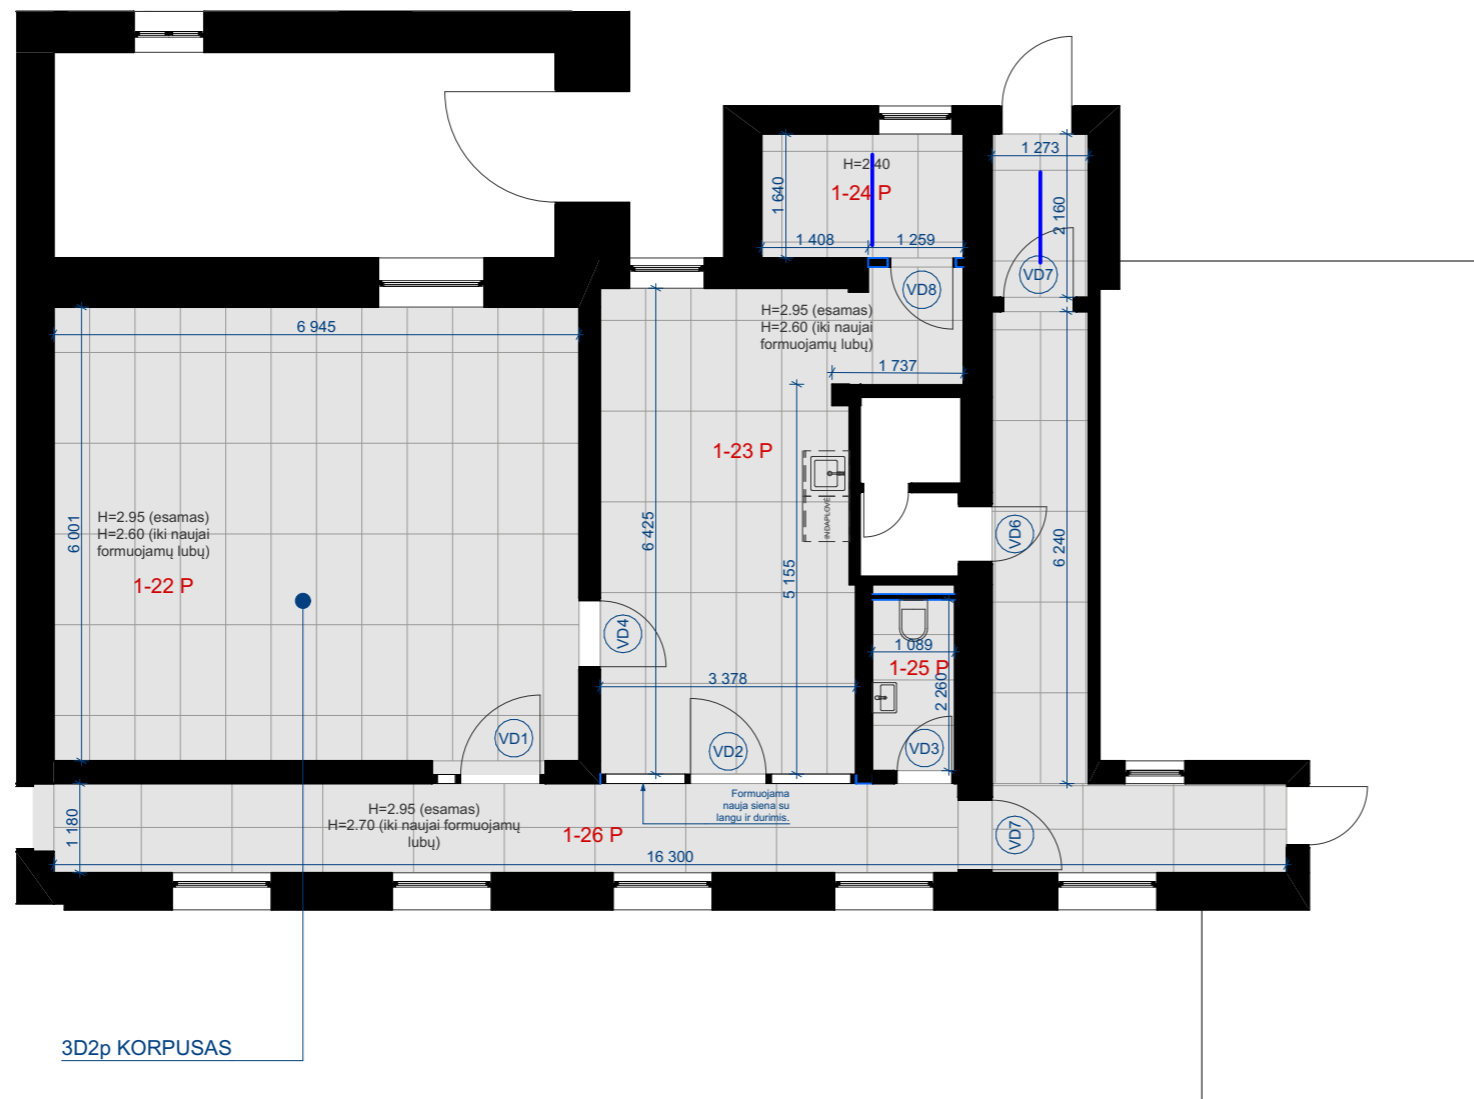 1 273
H=2.40
1-24 P
1 640
2 160
1 408
1 259
VD7
VD8
H=2.95 (esamas)
H=2.60 (iki naujai
formuojamų lubų)
6 945
1 737
1-23 P
INDAPLOVĖ
H=2.95 (esamas)
H=2.60 (iki naujai
formuojamų lubų)
6 001
6 425
5 155
VD6
6 240
1-22 P
VD4
1 089
1-25 P
2 260
3 378
VD1
VD2
VD3
Formuojama
nauja siena su
langu ir durimis.
H=2.95 (esamas)
H=2.70 (iki naujai formuojamų
lubų)
1 180
1-26 P
VD7
16 300
3D2p KORPUSAS